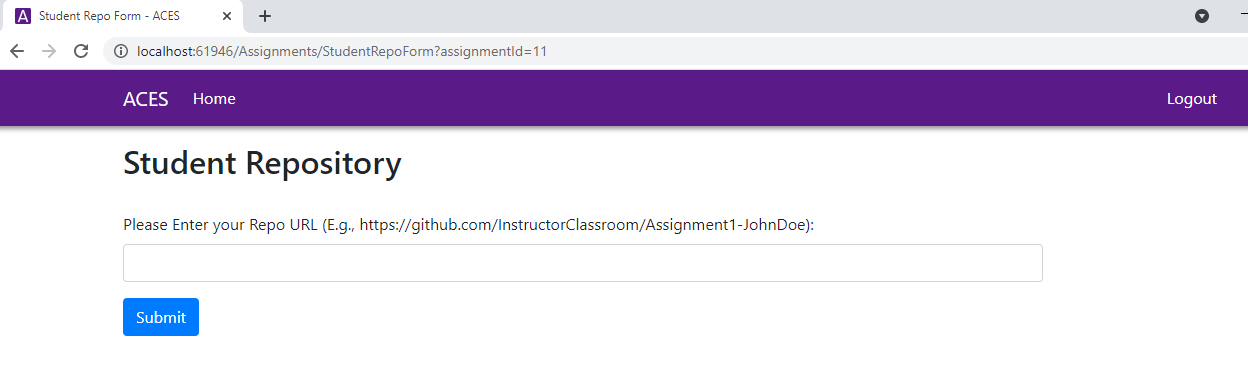 A Student Repo Form - ACES
localhost:61946/Assignments/StudentRepoForm?assignmentId=11
ACES Home Logout
Student Repository
Please Enter your Repo URL (E.g., https://github.com/InstructorClassroom/Assignment1-JohnDoe):
Submit